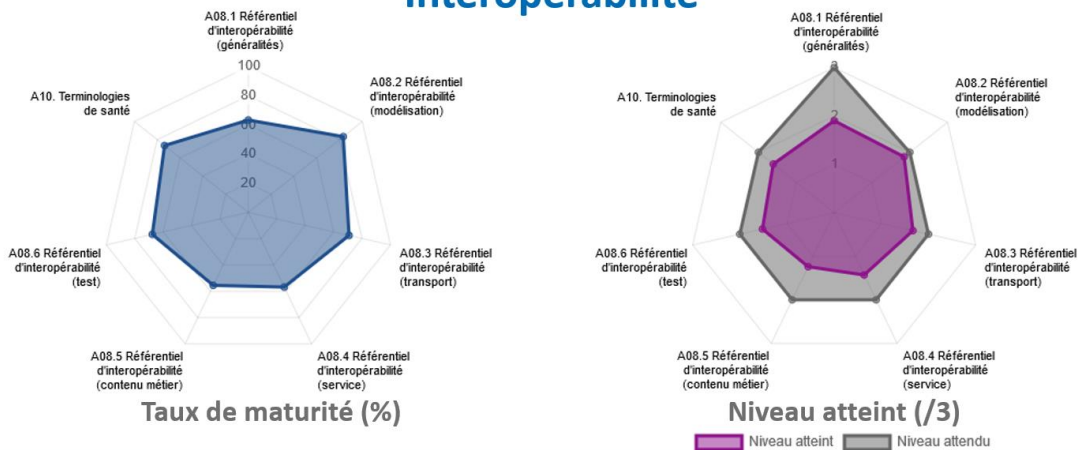 Interopérabilité
A08.1 Référentiel
d'interopérabilité
(généralités)
100
80
60
40
20
A08.2 Référentiel
d'interopérabilité
(modélisation)
A08.3 Référentiel
d'interopérabilité
(transport)
A08.4 Référentiel
d'interopérabilité
(service)
A08.5 Référentiel
d'interopérabilité
(contenu métier)
A08.6 Référentiel
d'interopérabilité
(test)
A10. Terminologies
de santé
Taux de maturité (%)
A08.1 Référentiel
d'interopérabilité
(généralités)
3
2
1
A08.2 Référentiel
d'interopérabilité
(modélisation)
A08.3 Référentiel
d'interopérabilité
(transport)
A08.4 Référentiel
d'interopérabilité
(service)
A08.5 Référentiel
d'interopérabilité
(contenu métier)
A08.6 Référentiel
d'interopérabilité
(test)
A10. Terminologies
de santé
Niveau atteint (/3)
Niveau atteint
Niveau attendu